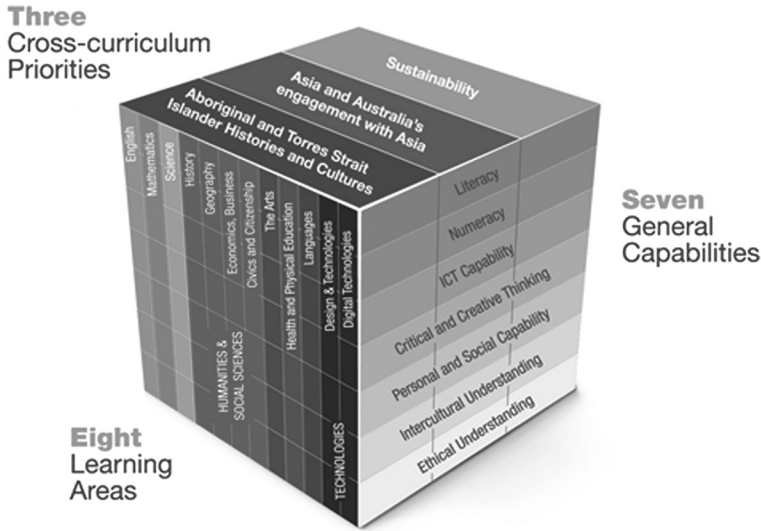 Three
Cross-curriculum
Priorities
Sustainability
Asia and Australia's
engagement with Asia
Aboriginal and Torres Strait
Islander Histories and Cultures
English
Mathematics
Science
History
Geography
Economics, Business
Civics and Citizenship
The Arts
Health and Physical Education
Languages
Design & Technologies
Digital Technologies
HUMANITIES &
SOCIAL SCIENCES
TECHNOLOGIES
Literacy
Numeracy
ICT Capability
Critical and Creative Thinking
Personal and Social Capability
Intercultural Understanding
Ethical Understanding
Seven
General
Capabilities
Eight
Learning
Areas